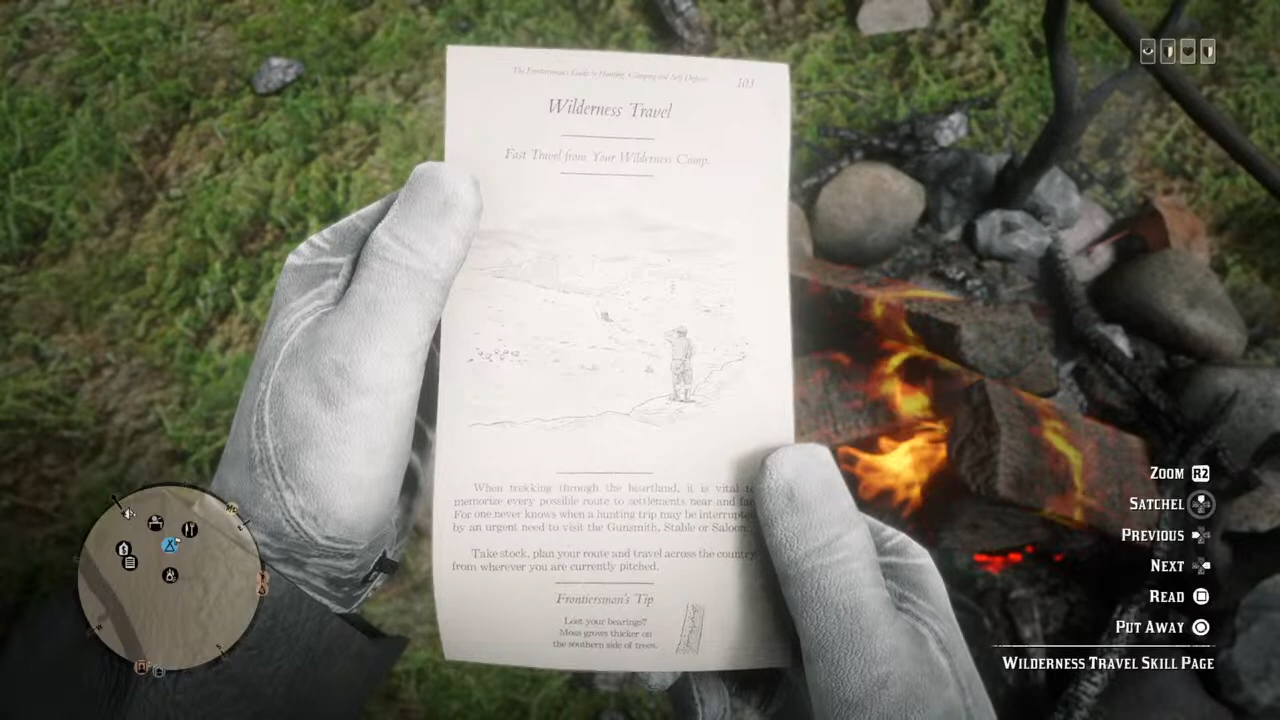 The Frontiersman's Guide to Hunting, Camping and Self Defense
103
Wilderness Travel
Fast Travel from Your Wilderness Camp.
When trekking through the heartland, it is vital to
memorize every possible route to settlements near and far.
For one never knows when a hunting trip may be interrupted
by an urgent need to visit the Gunsmith, Stable or Saloon.
Take stock, plan your route and travel across the country
from wherever you are currently pitched.
Frontiersman's Tip
Lost your bearings?
Moss grows thicker on
the southern side of trees.
ZOOM R2
SATCHEL
PREVIOUS
NEXT
READ
PUT AWAY
WILDERNESS TRAVEL SKILL PAGE